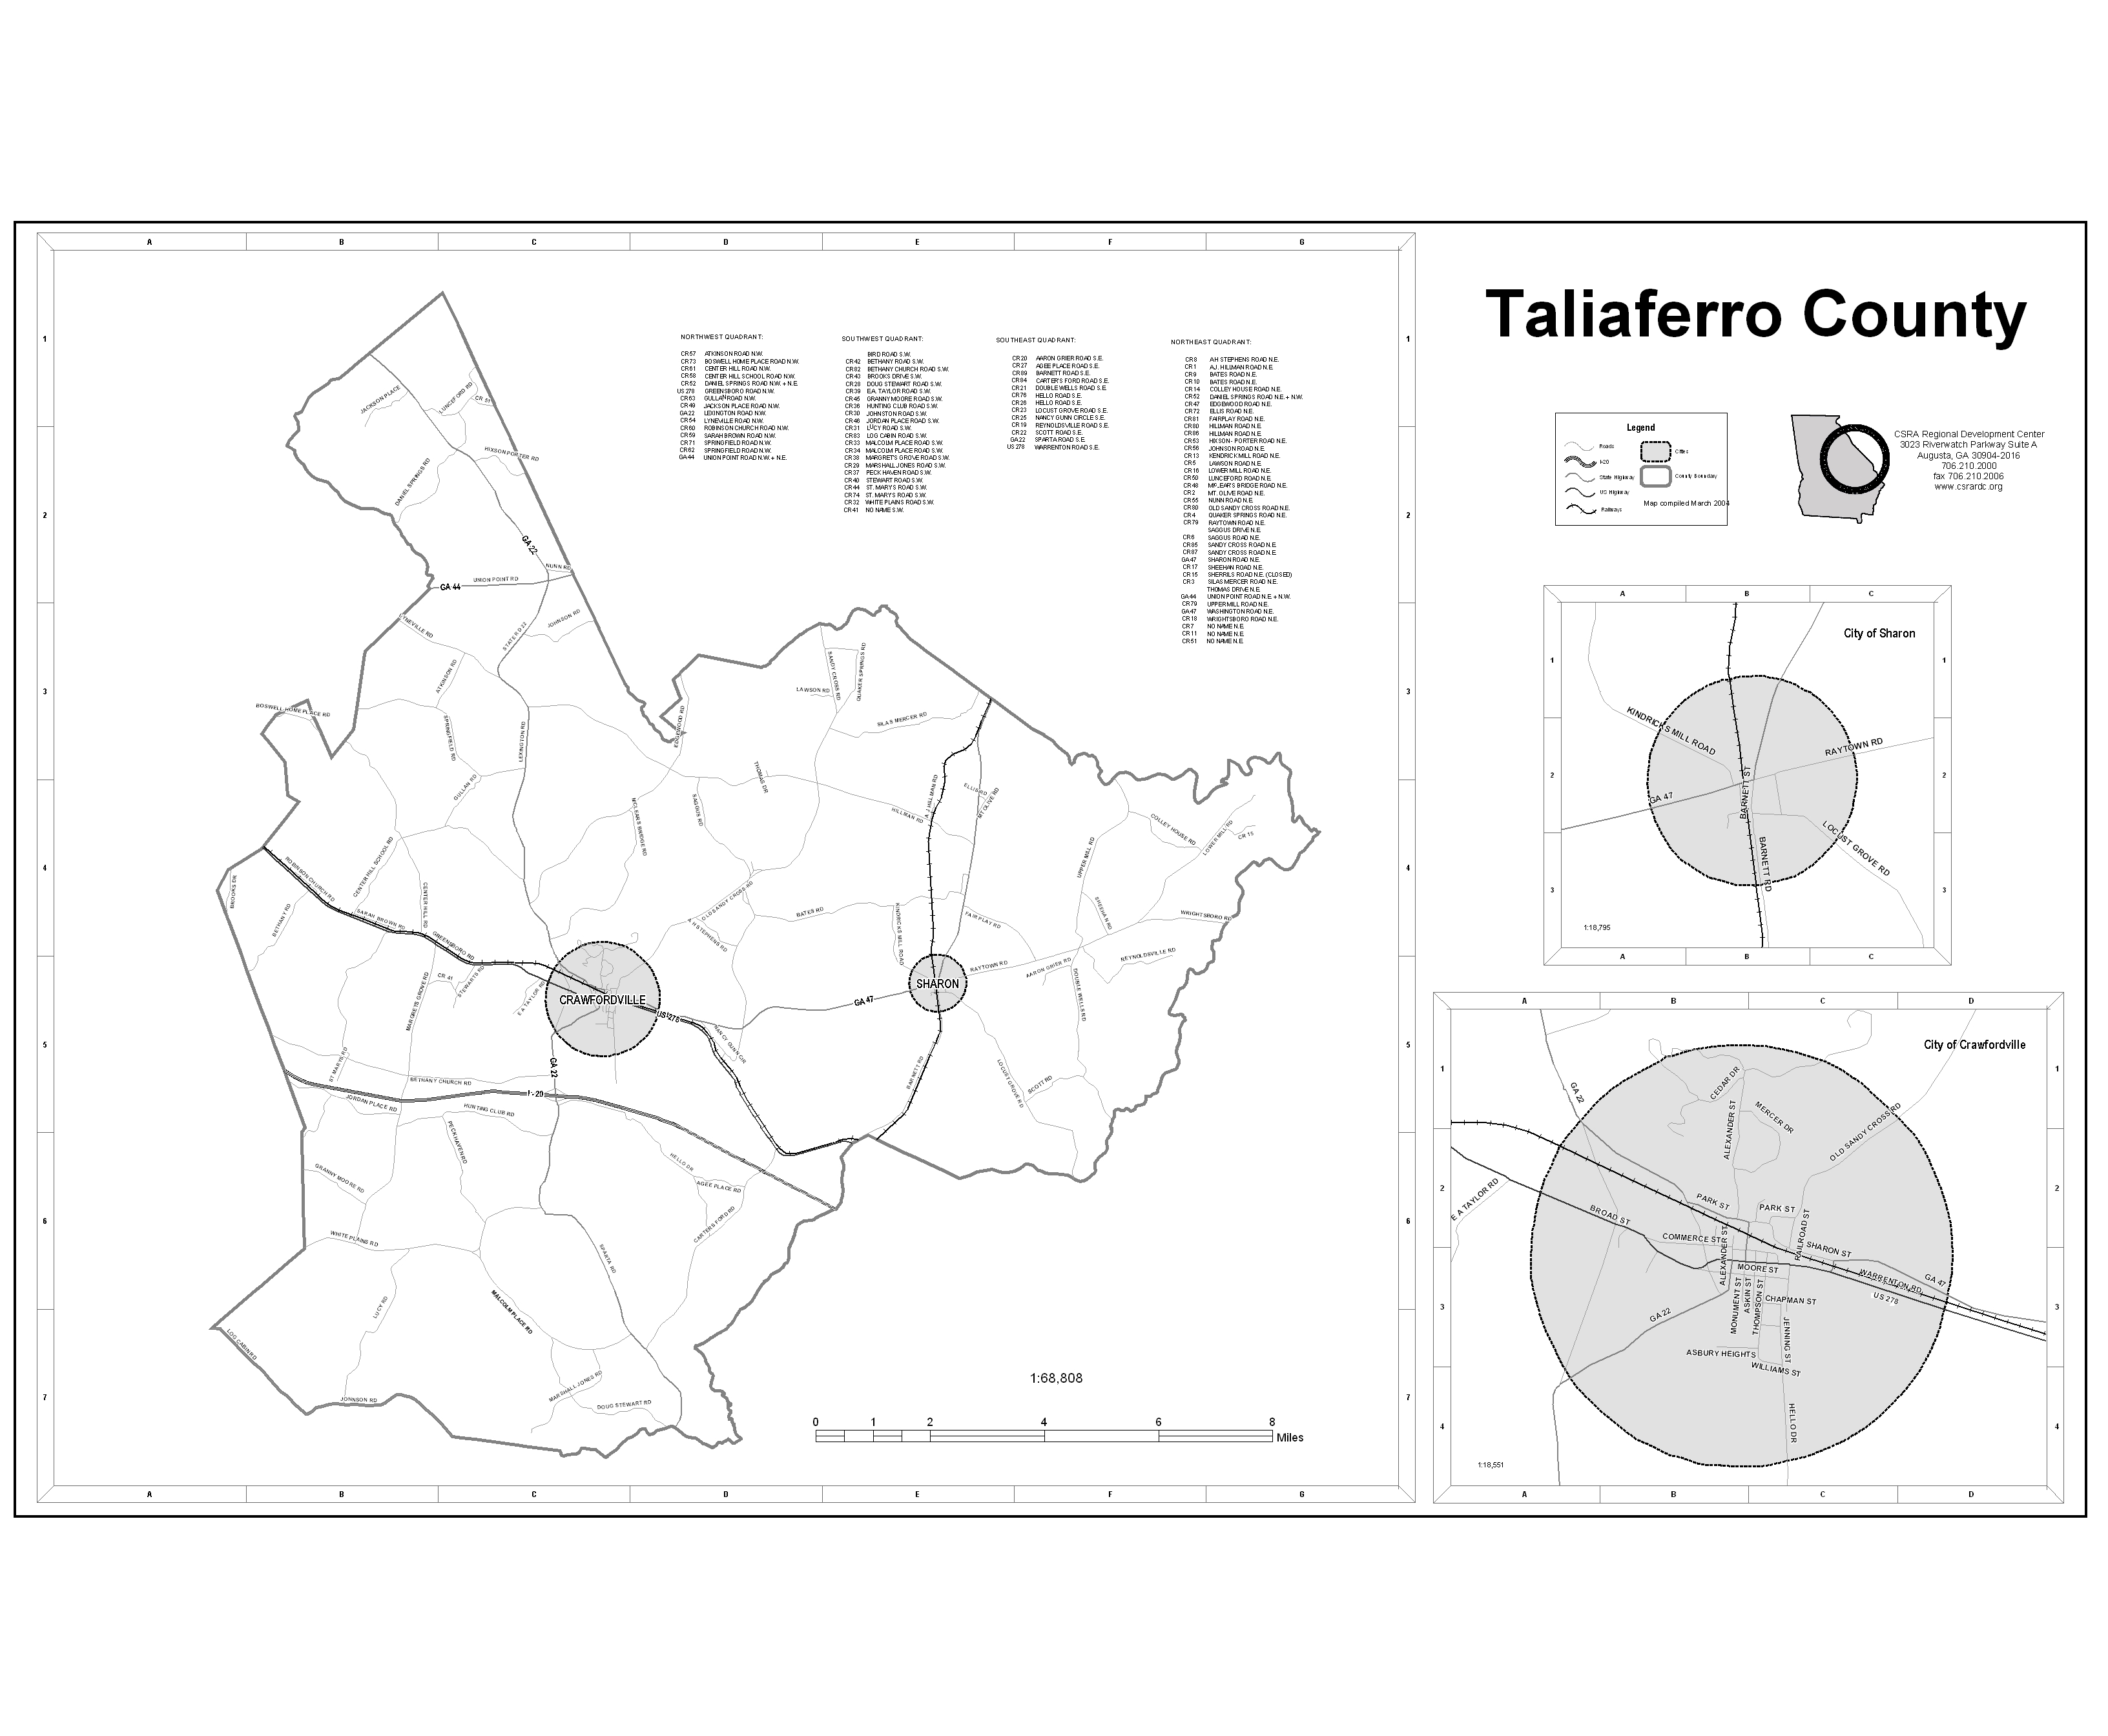 Taliaferro County
A B C D E F G
1
2
3
4
5
6
7
NORTHWEST QUADRANT:
CR57 ATKINSON ROAD N.W.
CR73 BOSWELL HOME PLACE ROAD N.W.
CR61 CENTER HILL ROAD N.W.
CR58 CENTER HILL SCHOOL ROAD N.W.
CR52 DANIEL SPRINGS ROAD N.W. + N.E.
US 278 GREENSBORO ROAD N.W.
CR63 GULLAN ROAD N.W.
CR49 JACKSON PLACE ROAD N.W.
GA22 LEXINGTON ROAD N.W.
CR54 LYNEVILLE ROAD N.W.
CR60 ROBINSON CHURCH ROAD N.W.
CR59 SARAH BROWN ROAD N.W.
CR71 SPRINGFIELD ROAD N.W.
CR62 SPRINGFIELD ROAD N.W.
GA44 UNION POINT ROAD N.W. + N.E.
SOUTHWEST QUADRANT:
BIRD ROAD S.W.
CR42 BETHANY ROAD S.W.
CR82 BETHANY CHURCH ROAD S.W.
CR43 BROOKS DRIVE S.W.
CR28 DOUG STEWART ROAD S.W.
CR39 E.A. TAYLOR ROAD S.W.
CR45 GRANNY MOORE ROAD S.W.
CR36 HUNTING CLUB ROAD S.W.
CR30 JOHNSTON ROAD S.W.
CR46 JORDAN PLACE ROAD S.W.
CR31 LUCY ROAD S.W.
CR83 LOG CABIN ROAD S.W.
CR33 MALCOLM PLACE ROAD S.W.
CR34 MALCOLM PLACE ROAD S.W.
CR38 MARGRET'S GROVE ROAD S.W.
CR29 MARSHALL JONES ROAD S.W.
CR37 PECK HAVEN ROAD S.W.
CR40 STEWART ROAD S.W.
CR44 ST. MARYS ROAD S.W.
CR74 ST. MARYS ROAD S.W.
CR32 WHITE PLAINS ROAD S.W.
CR41 NO NAME S.W.
SOUTHEAST QUADRANT:
CR20 AARON GRIER ROAD S.E.
CR27 AGEE PLACE ROAD S.E.
CR89 BARNETT ROAD S.E.
CR84 CARTER'S FORD ROAD S.E.
CR21 DOUBLE WELLS ROAD S.E.
CR76 HELLO ROAD S.E.
CR26 HELLO ROAD S.E.
CR23 LOCUST GROVE ROAD S.E.
CR25 NANCY GUNN CIRCLE S.E.
CR19 REYNOLDSVILLE ROAD S.E.
CR22 SCOTT ROAD S.E.
GA22 SPARTA ROAD S.E.
US 278 WARRENTON ROAD S.E.
NORTHEAST QUADRANT:
CR8 AH STEPHENS ROAD N.E.
CR1 A.J. HILLMAN ROAD N.E.
CR9 BATES ROAD N.E.
CR10 BATES ROAD N.E.
CR14 COLLEY HOUSE ROAD N.E.
CR52 DANIEL SPRINGS ROAD N.E. + N.W.
CR47 EDGEWOOD ROAD N.E.
CR72 ELLIS ROAD N.E.
CR81 FAIRPLAY ROAD N.E.
CR80 HILLMAN ROAD N.E.
CR86 HILLMAN ROAD N.E.
CR53 HIXSON - PORTER ROAD N.E.
CR56 JOHNSON ROAD N.E.
CR13 KENDRICK MILL ROAD N.E.
CR5 LAWSON ROAD N.E.
CR16 LOWER MILL ROAD N.E.
CR50 LUNCEFORD ROAD N.E.
CR48 BRIDGE ROAD N.E.
CR2 MT. OLIVE ROAD N.E.
CR55 NUNN ROAD N.E.
CR80 OLD SANDY CROSS ROAD N.E.
CR4 QUAKER SPRINGS ROAD N.E.
CR79 RAYTOWN ROAD N.E.
SAGGUS DRIVE N.E.
CR6 SAGGUS ROAD N.E.
CR85 SANDY CROSS ROAD N.E.
CR87 SANDY CROSS ROAD N.E.
GA47 SHARON ROAD N.E.
CR17 SHEEHAN ROAD N.E.
CR15 SHERRILS ROAD N.E. (CLOSED)
CR3 SILAS MERCER ROAD N.E.
THOMAS DRIVE N.E.
GA44 UNION POINT ROAD N.E. + N.W.
CR79 UPPER MILL ROAD N.E.
GA47 WASHINGTON ROAD N.E.
CR18 WRIGHTSBORO ROAD N.E.
CR7 NO NAME N.E.
CR11 NO NAME N.E.
CR51 NO NAME N.E.
JACKSON PLACE
LUNCEFORD RD
CR 51
HIXSON PORTER RD
DANIEL SPRINGS RD
GA 22
NUNN RD
UNION POINT RD
GA 44
LYNEVILLE RD
STATE RD 22
JOHNSON RD
ATKINSON RD
BOSWELL HOME PLACE RD
SPRINGFIELD RD
LEXINGTON RD
EDGEWOOD RD
LAWSON RD
SANDY CROSS RD
QUAKER SPRINGS RD
SILAS MERCER RD
GULLAN RD
THOMAS DR
SAGGUS RD
HILLMAN RD
A J HILLMAN RD
ELLIS RD
MT OLIVE RD
COLLEY HOUSE RD
LOWER MILL RD
CR 15
UPPER MILL RD
ROBINSON CHURCH RD
CENTER HILL SCHOOL RD
CENTER HILL RD
BROOKS DR
BETHANY RD
SARAH BROWN RD
GREENSBORO RD
OLD SANDY CROSS RD
A H STEPHENS RD
BATES RD
KINDRICKS MILL ROAD
FAIR PLAY RD
SHEEHAN RD
WRIGHTSBORO RD
REYNOLDSVILLE RD
RAYTOWN RD
AARON GRIER RD
DOUBLE WELLS RD
CR 41
STEWARTS RD
MARGRETS GROVE RD
E A TAYLOR RD
CRAWFORDVILLE
SHARON
US 278
GA 47
NANCY GUNN CIR
GA 22
ST MARYS RD
BETHANY CHURCH RD
I - 20
JORDAN PLACE RD
HUNTING CLUB RD
BARNETT RD
LOCUST GROVE RD
SCOTT RD
PECKHAVEN RD
GRANNY MOORE RD
HELLO DR
AGEE PLACE RD
CARTERS FORD RD
WHITE PLAINS RD
SPARTA RD
LUCY RD
MALCOLM PLACE RD
LOG CABIN RD
JOHNSON RD
MARSHALL JONES RD
DOUG STEWART RD
1:68,808
0 1 2 4 6 8
Miles
A B C D E F G
Legend
Roads
I-20
State Highway
US Highway
Railways
Cities
County Boundary
Map compiled March 2004
CSRA Regional Development Center
3023 Riverwatch Parkway Suite A
Augusta, GA 30904-2016
706.210.2000
fax 706.210.2006
www.csrardc.org
A B C
City of Sharon
1
2
3
KINDRICKS MILL ROAD
RAYTOWN RD
GA 47
BARNETT ST
BARNETT RD
LOCUST GROVE RD
1:18,795
A B C
A B C D
City of Crawfordville
1
2
3
4
GA 22
CEDAR DR
MERCER DR
ALEXANDER ST
OLD SANDY CROSS RD
E A TAYLOR RD
BROAD ST
PARK ST
PARK ST
RAILROAD ST
COMMERCE ST
SHARON ST
ALEXANDER ST
MOORE ST
WARRENTON RD
GA 47
US 278
MONUMENT ST
ASKIN ST
THOMPSON ST
CHAPMAN ST
GA 22
JENNING ST
ASBURY HEIGHTS
WILLIAMS ST
HELLO DR
1:18,551
A B C D